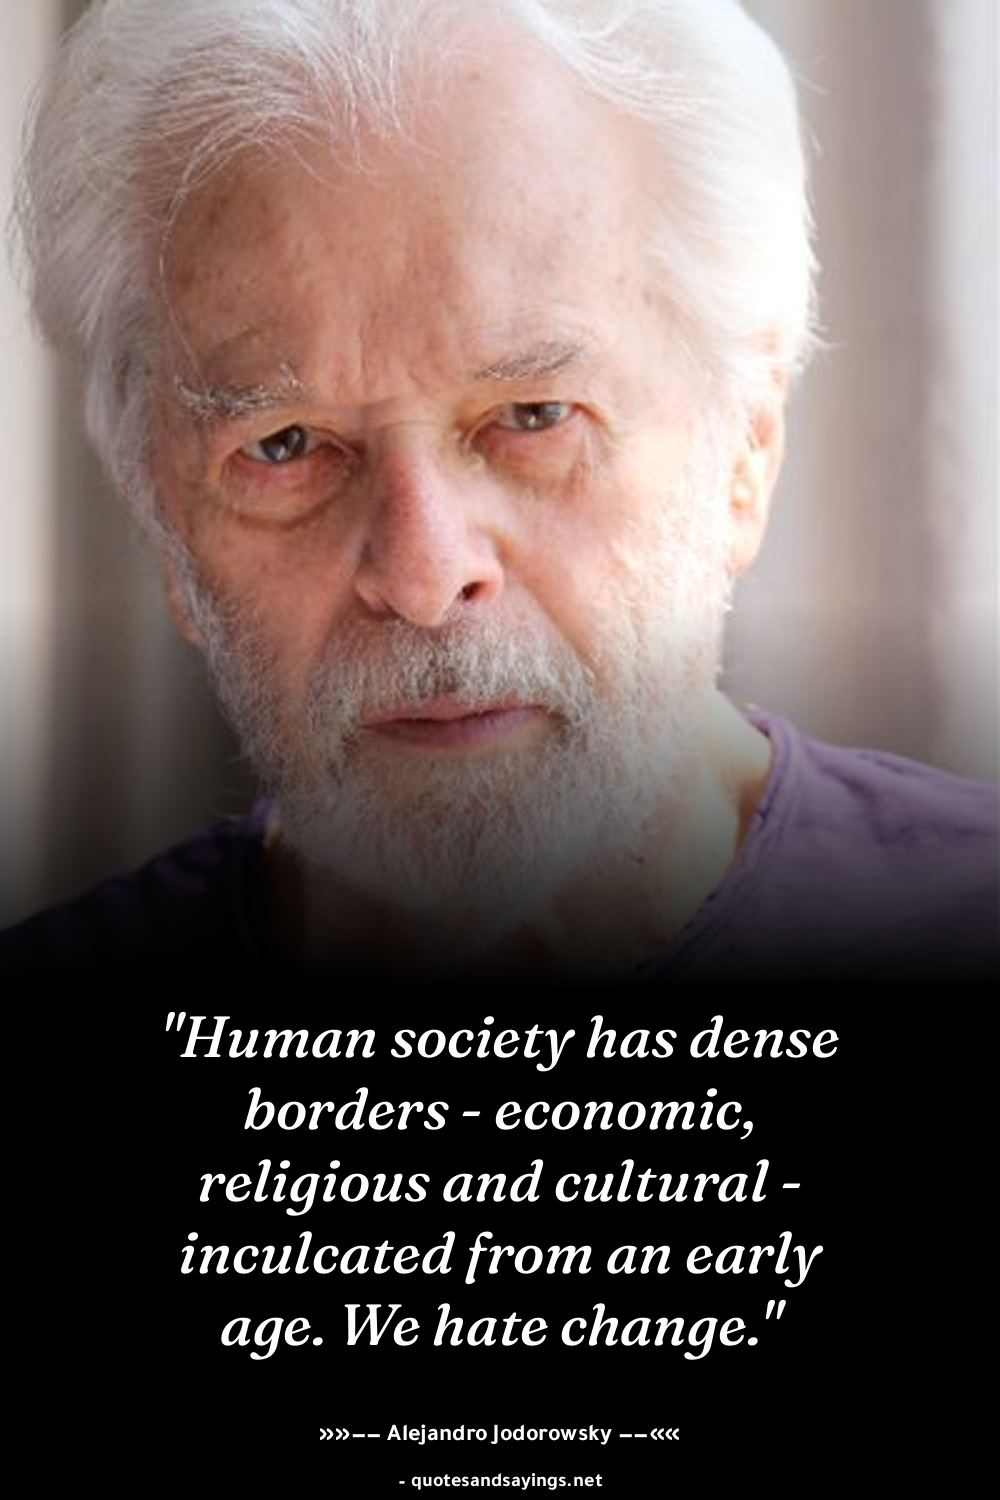 "Human society has dense
borders - economic,
religious and cultural -
inculcated from an early
age. We hate change."
»»–– Alejandro Jodorowsky ––««
- quotesandsayings.net